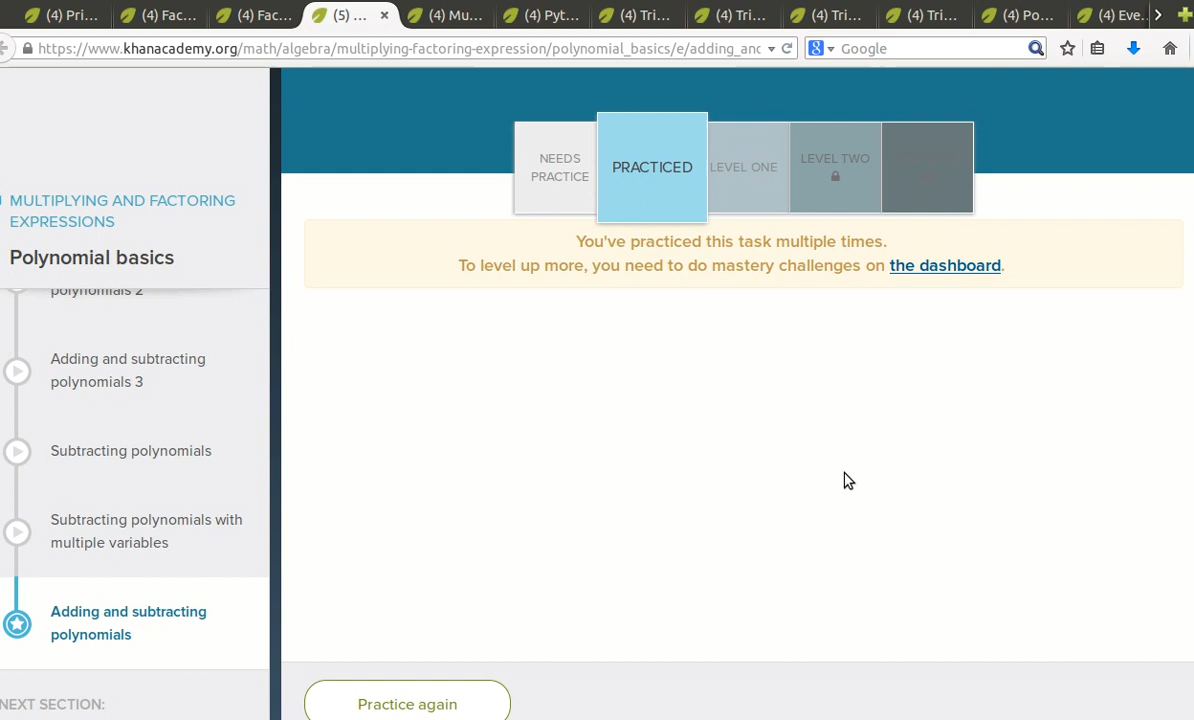 (4) Pri... (4) Fac... (4) Fac... (5) ... (4) Mu... (4) Pyt... (4) Tri... (4) Tri... (4) Tri... (4) Tri... (4) Po... (4) Eve.
https://www.khanacademy.org/math/algebra/multiplying-factoring-expression/polynomial_basics/e/adding_anc Google
MULTIPLYING AND FACTORING
EXPRESSIONS
Polynomial basics
polynomials 2
Adding and subtracting
polynomials 3
Subtracting polynomials
Subtracting polynomials with
multiple variables
Adding and subtracting
polynomials
NEXT SECTION:
NEEDS
PRACTICE
PRACTICED
LEVEL ONE
LEVEL TWO
You've practiced this task multiple times.
To level up more, you need to do mastery challenges on the dashboard.
Practice again